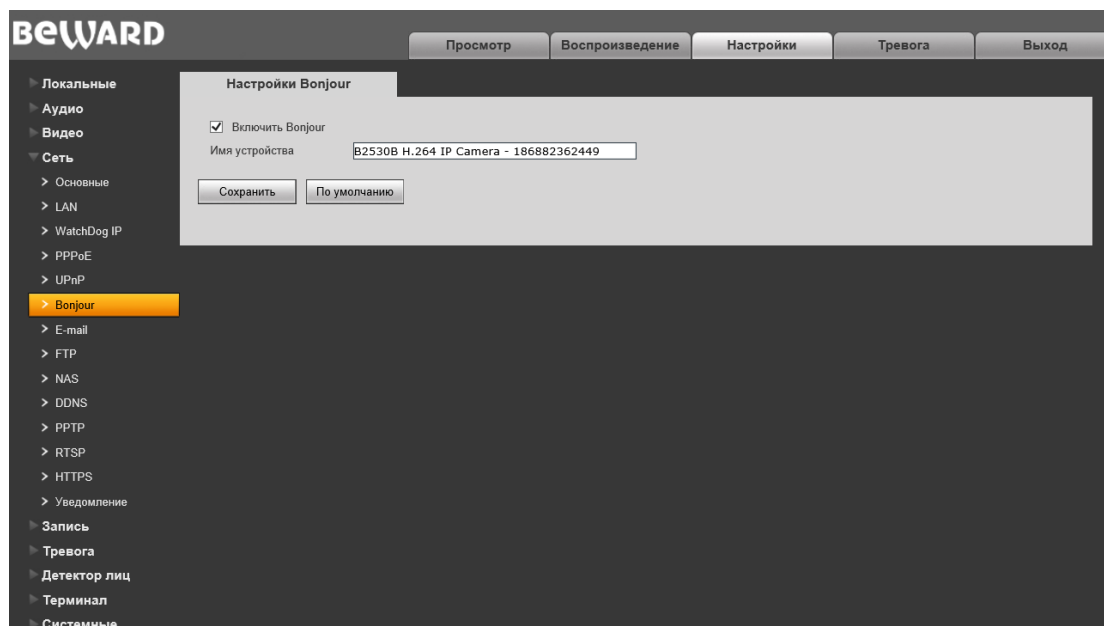 BEWARD
Просмотр
Воспроизведение
Настройки
Тревога
Выход
Локальные
Аудио
Видео
Сеть
Основные
LAN
WatchDog IP
PPPoE
UPnP
Bonjour
E-mail
FTP
NAS
DDNS
PPTP
RTSP
HTTPS
Уведомление
Запись
Тревога
Детектор лиц
Терминал
Системные
Настройки Bonjour
Включить Bonjour
Имя устройства B2530B H.264 IP Camera - 186882362449
Сохранить По умолчанию